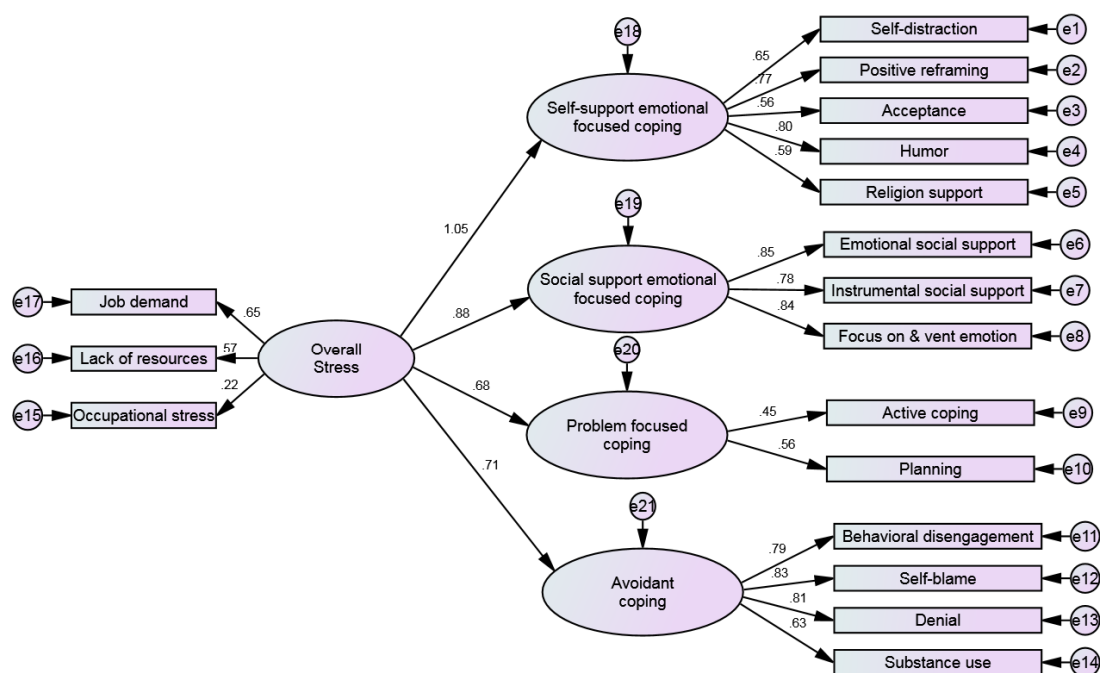 e18
Self-distraction
e1
.65
Positive reframing
e2
.77
Self-support emotional
focused coping
.56
Acceptance
e3
.80
Humor
e4
.59
Religion support
e5
e19
1.05
Emotional social support
e6
.85
Social support emotional
focused coping
.78
Instrumental social support
e7
.84
Focus on & vent emotion
e8
e17
Job demand
.65
.88
e16
Lack of resources
.57
Overall
Stress
e20
e15
Occupational stress
.22
.68
Problem focused
coping
.45
Active coping
e9
.56
Planning
e10
.71
e21
Behavioral disengagement
e11
.79
Avoidant
coping
.83
Self-blame
e12
.81
Denial
e13
.63
Substance use
e14